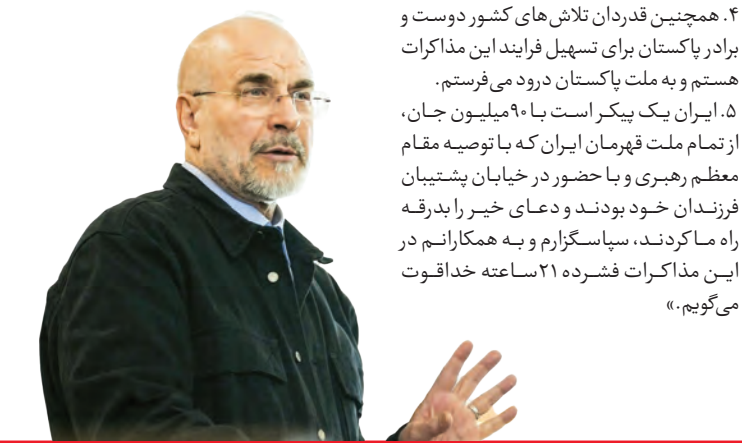 ۴. همچنین قدردان تلاش‌های کشور دوست و
برادر پاکستان برای تسهیل فرایند این مذاکرات
هستم و به ملت پاکستان درود می‌فرستم.
۵. ایران یک پیکر است با ۹۰میلیون جان،
از تمام ملت قهرمان ایران که با توصیه مقام
معظم رهبری و با حضور در خیابان پشتیبان
فرزندان خود بودند و دعای خیر را بدرقه
راه ما کردند، سپاسگزارم و به همکارانم در
این مذاکرات فشرده ۲۱ساعته خداقوت
می‌گویم.»